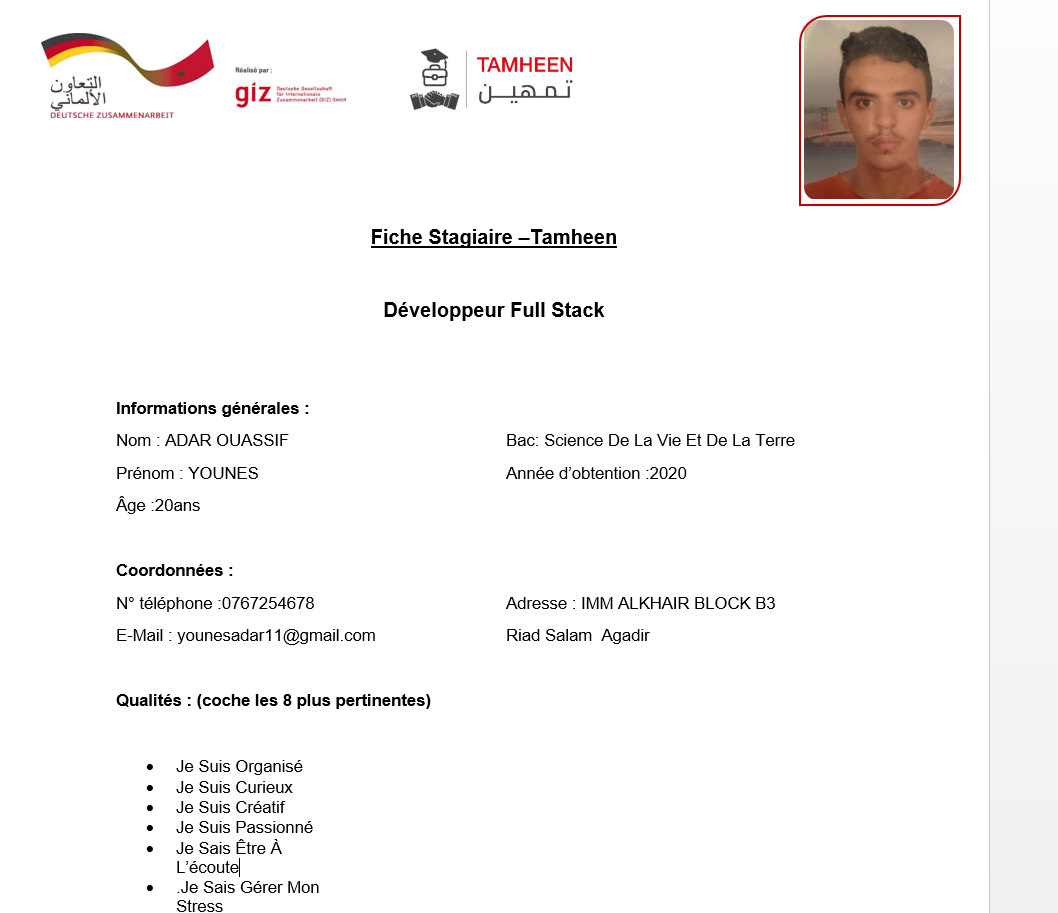 التعاون
الألماني
DEUTSCHE ZUSAMMENARBEIT
Réalisé par :
giz Deutsche Gesellschaft
für Internationale
Zusammenarbeit (GIZ) GmbH
TAMHEEN
تمهين
Fiche Stagiaire –Tamheen
Développeur Full Stack
Informations générales :
Nom : ADAR OUASSIF Bac: Science De La Vie Et De La Terre
Prénom : YOUNES Année d’obtention :2020
Âge :20ans
Coordonnées :
N° téléphone :0767254678 Adresse : IMM ALKHAIR BLOCK B3
E-Mail : younesadar11@gmail.com Riad Salam  Agadir
Qualités : (coche les 8 plus pertinentes)
• Je Suis Organisé
• Je Suis Curieux
• Je Suis Créatif
• Je Suis Passionné
• Je Sais Être À
L’écoute
• .Je Sais Gérer Mon
Stress